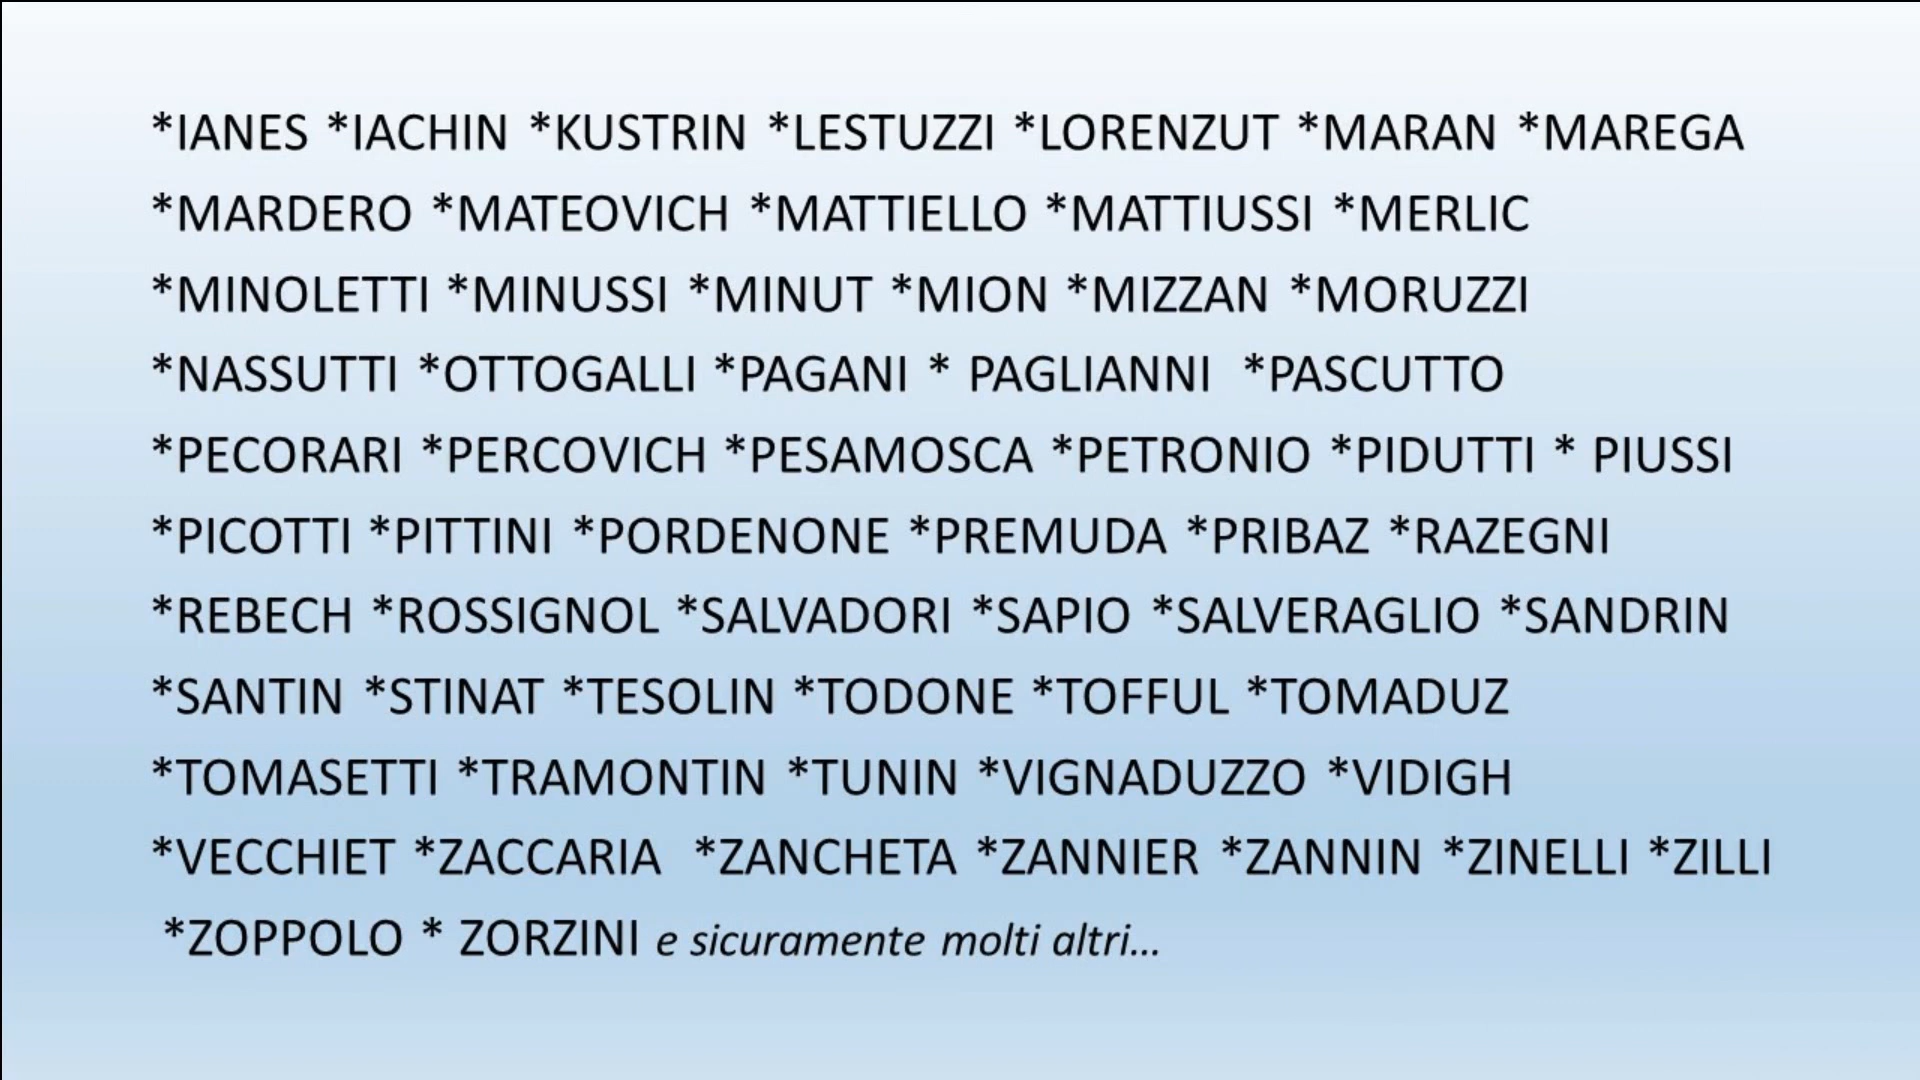 *IANES *IACHIN *KUSTRIN *LESTUZZI *LORENZUT *MARAN *MAREGA
*MARDERO *MATEOVICH *MATTIELLO *MATTIUSSI *MERLIC
*MINOLETTI *MINUSSI *MINUT *MION *MIZZAN *MORUZZI
*NASSUTTI *OTTOGALLI *PAGANI * PAGLIANNI *PASCUTTO
*PECORARI *PERCOVICH *PESAMOSCA *PETRONIO *PIDUTTI * PIUSSI
*PICOTTI *PITTINI *PORDENONE *PREMUDA *PRIBAZ *RAZEGNI
*REBECH *ROSSIGNOL *SALVADORI *SAPIO *SALVERAGLIO *SANDRIN
*SANTIN *STINAT *TESOLIN *TODONE *TOFFUL *TOMADUZ
*TOMASETTI *TRAMONTIN *TUNIN *VIGNADUZZO *VIDIGH
*VECCHIET *ZACCARIA *ZANCHETA *ZANNIER *ZANNIN *ZINELLI *ZILLI
*ZOPPOLO * ZORZINI e sicuramente molti altri...